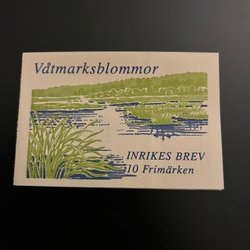 Våtmarksblommor
INRIKES BREV
10 Frimärken